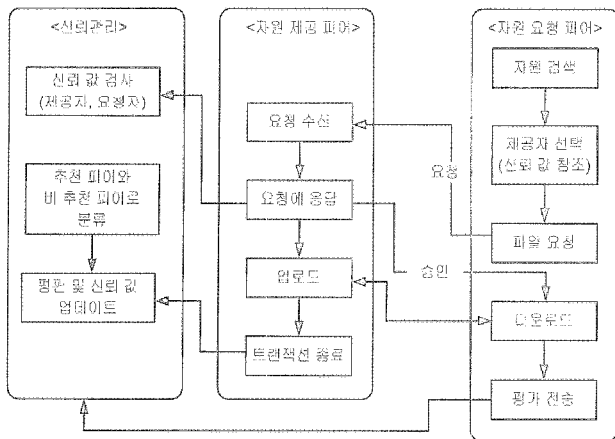 <신뢰관리>
신뢰 값 검사
(제공자, 요청자)
추천 피어와
비 추천 피어로
분류
평판 및 신뢰 값
업데이트
<자원 제공 피어>
요청 수신
요청에 응답
업로드
트랜잭션 종료
요청
승인
<자원 요청 피어>
자원 검색
제공자 선택
(신뢰 값 참조)
파일 요청
다운로드
평가 전송